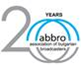 20 YEARS
abbro
association of bulgarian
broadcasters